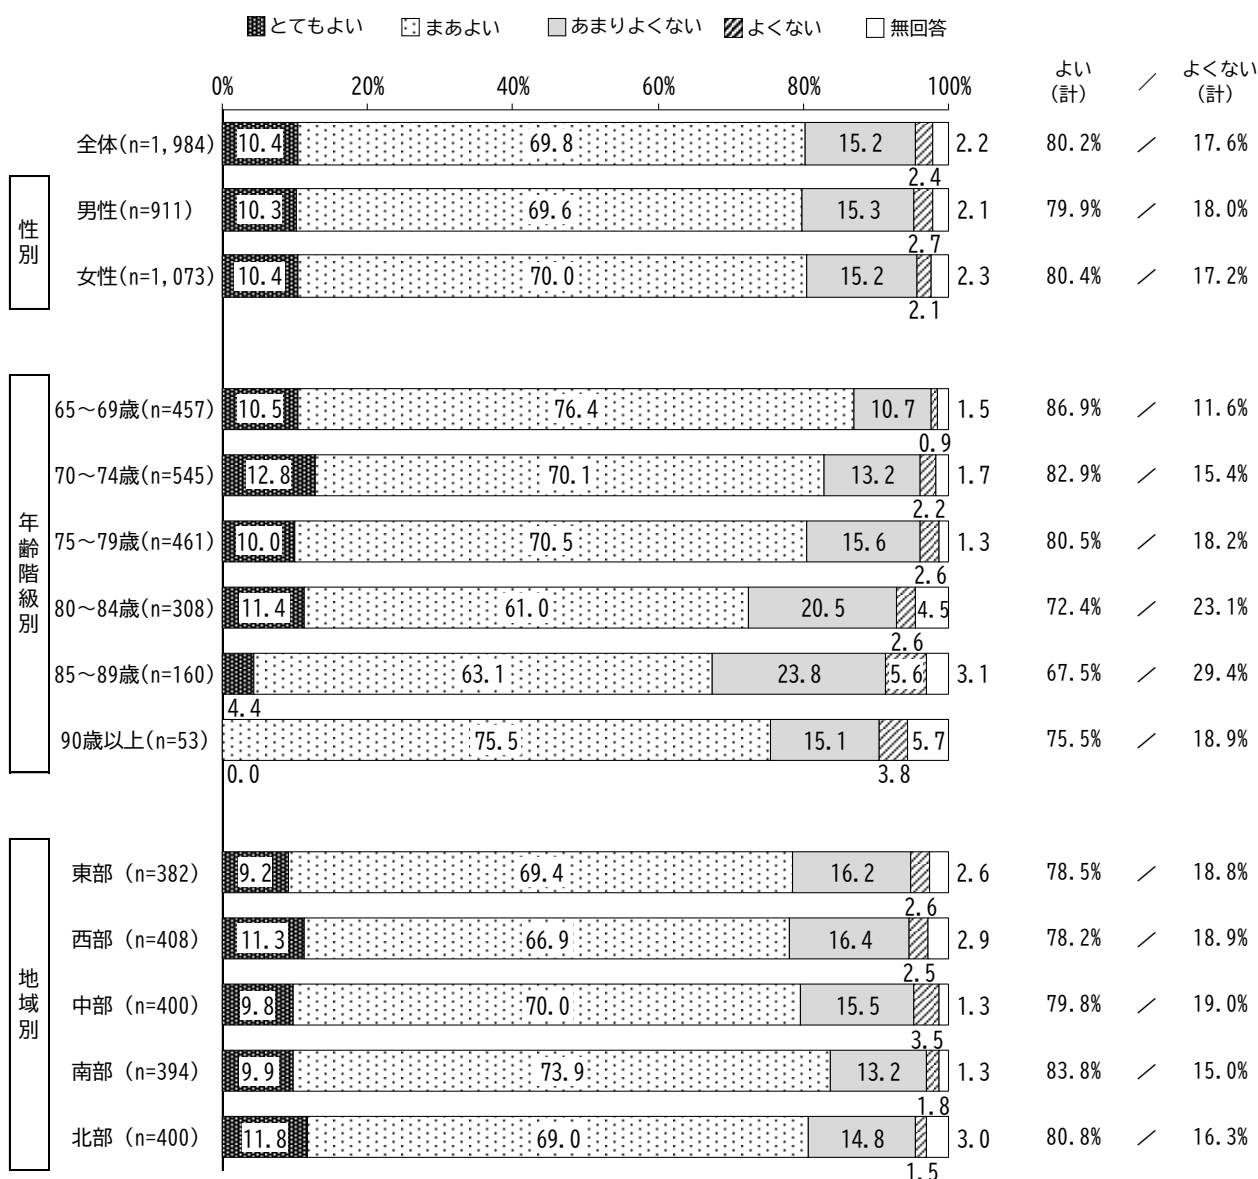 とてもよい まあよい あまりよくない よくない 無回答
よい よくない
(計) ／ (計)
0% 20% 40% 60% 80% 100%
全体(n=1,984) 10.4 69.8 15.2 2.2 80.2% ／ 17.6%
2.4
性別
男性(n=911) 10.3 69.6 15.3 2.1 79.9% ／ 18.0%
2.7
女性(n=1,073) 10.4 70.0 15.2 2.3 80.4% ／ 17.2%
2.1
年齢階級別
65～69歳(n=457) 10.5 76.4 10.7 1.5 86.9% ／ 11.6%
0.9
70～74歳(n=545) 12.8 70.1 13.2 1.7 82.9% ／ 15.4%
2.2
75～79歳(n=461) 10.0 70.5 15.6 1.3 80.5% ／ 18.2%
2.6
80～84歳(n=308) 11.4 61.0 20.5 4.5 72.4% ／ 23.1%
2.6
85～89歳(n=160) 63.1 23.8 5.6 3.1 67.5% ／ 29.4%
4.4
90歳以上(n=53) 75.5 15.1 5.7 75.5% ／ 18.9%
0.0 3.8
地域別
東部 (n=382) 9.2 69.4 16.2 2.6 78.5% ／ 18.8%
2.6
西部 (n=408) 11.3 66.9 16.4 2.9 78.2% ／ 18.9%
2.5
中部 (n=400) 9.8 70.0 15.5 1.3 79.8% ／ 19.0%
3.5
南部 (n=394) 9.9 73.9 13.2 1.3 83.8% ／ 15.0%
1.8
北部 (n=400) 11.8 69.0 14.8 3.0 80.8% ／ 16.3%
1.5